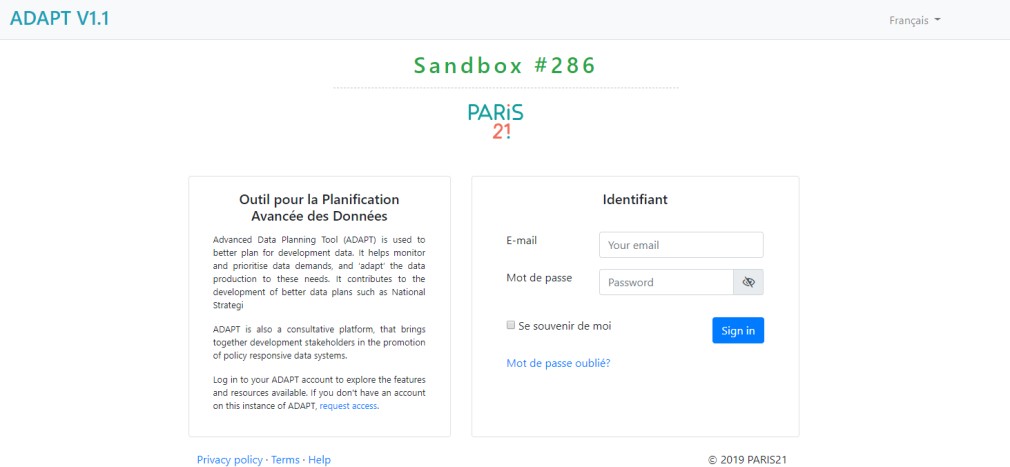 ADAPT V1.1
Français
Sandbox #286
PARiS
21
Outil pour la Planification
Avancée des Données
Advanced Data Planning Tool (ADAPT) is used to
better plan for development data. It helps monitor
and prioritise data demands, and 'adapt' the data
production to these needs. It contributes to the
development of better data plans such as National
Strategi
ADAPT is also a consultative platform, that brings
together development stakeholders in the promotion
of policy responsive data systems.
Log in to your ADAPT account to explore the features
and resources available. If you don't have an account
on this instance of ADAPT, request access.
Identifiant
E-mail
Your email
Mot de passe
Password
Se souvenir de moi
Sign in
Mot de passe oublié?
Privacy policy · Terms · Help
© 2019 PARIS21